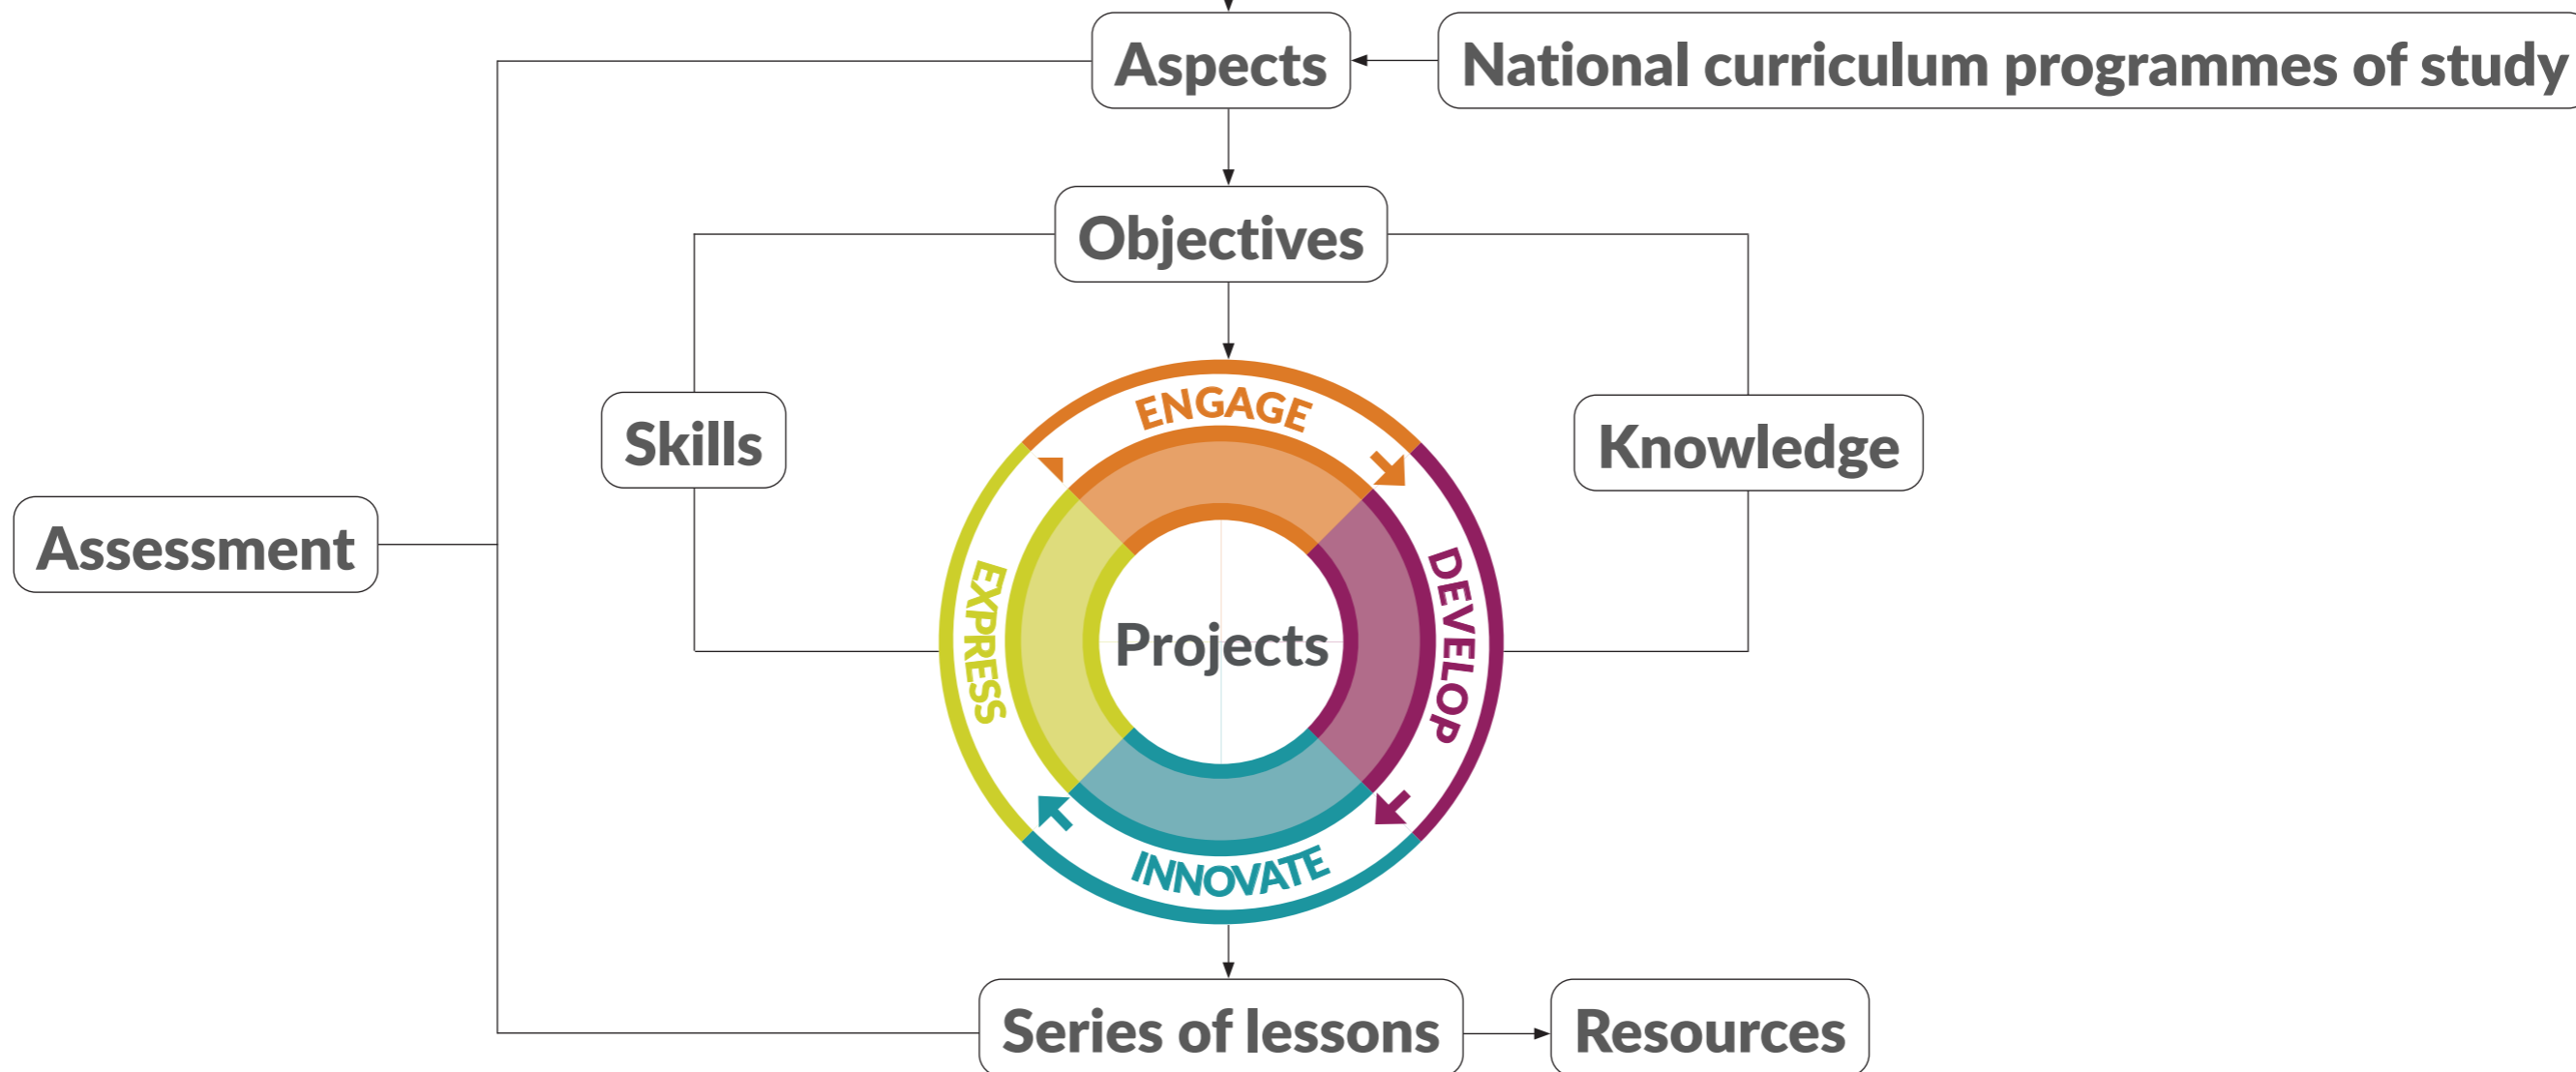 Aspects
National curriculum programmes of study
Objectives
Skills
Knowledge
Assessment
ENGAGE
DEVELOP
INNOVATE
EXPRESS
Projects
Series of lessons
Resources